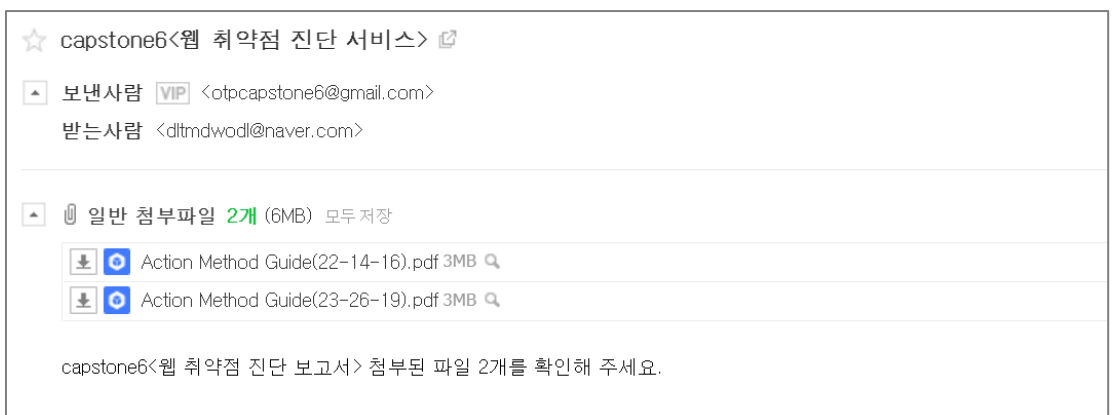 capstone6<웹 취약점 진단 서비스>
보낸사람 VIP <otpcapstone6@gmail.com>
받는사람 <dltmdwodl@naver.com>
일반 첨부파일 2개 (6MB) 모두 저장
Action Method Guide(22-14-16).pdf 3MB
Action Method Guide(23-26-19).pdf 3MB
capstone6<웹 취약점 진단 보고서> 첨부된 파일 2개를 확인해 주세요.